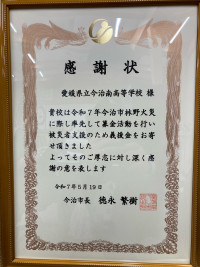 感謝状
愛媛県立今治南高等学校 様
貴校は令和７年今治市林野火災
に際し率先して募金活動を行い
被災者支援のため義援金をお寄
せ頂きました
よってそのご厚志に対し深く感
謝の意を表します
令和７年５月１９日
今治市長 徳永 繁樹